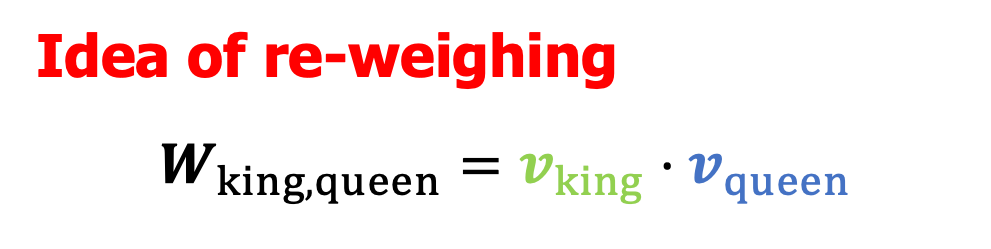 Idea of re-weighing
W_king,queen = v_king · v_queen